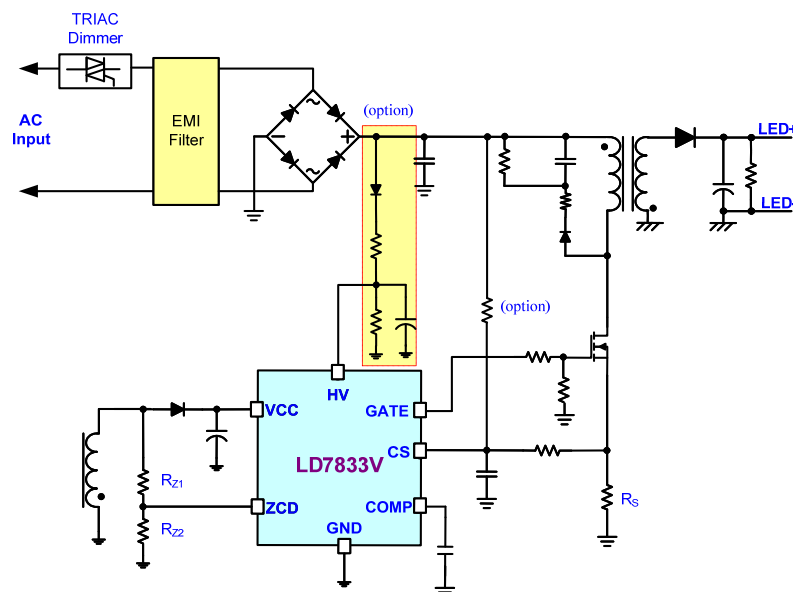 TRIAC
Dimmer
AC
Input
EMI
Filter
(option)
LED+
LED-
(option)
HV
VCC
GATE
LD7833V
CS
ZCD
COMP
GND
RZ1
RZ2
RS